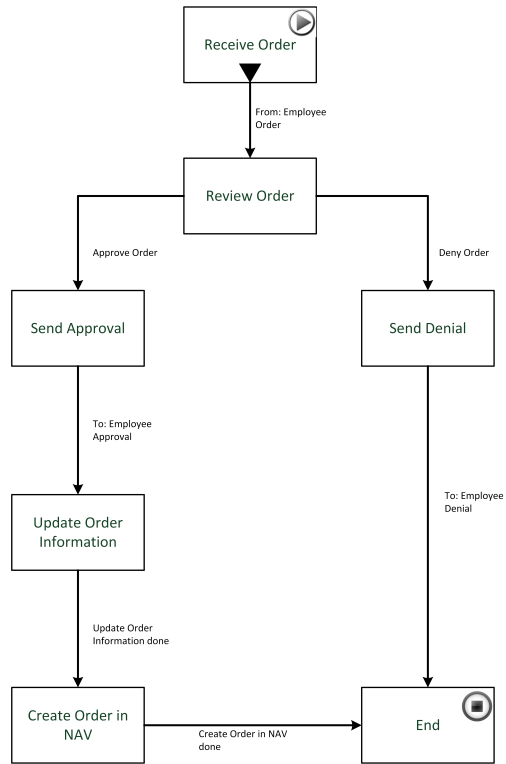 Receive Order
From: Employee
Order
Review Order
Approve Order
Deny Order
Send Approval
Send Denial
To: Employee
Approval
To: Employee
Denial
Update Order
Information
Update Order
Information done
Create Order in
NAV
Create Order in NAV
done
End